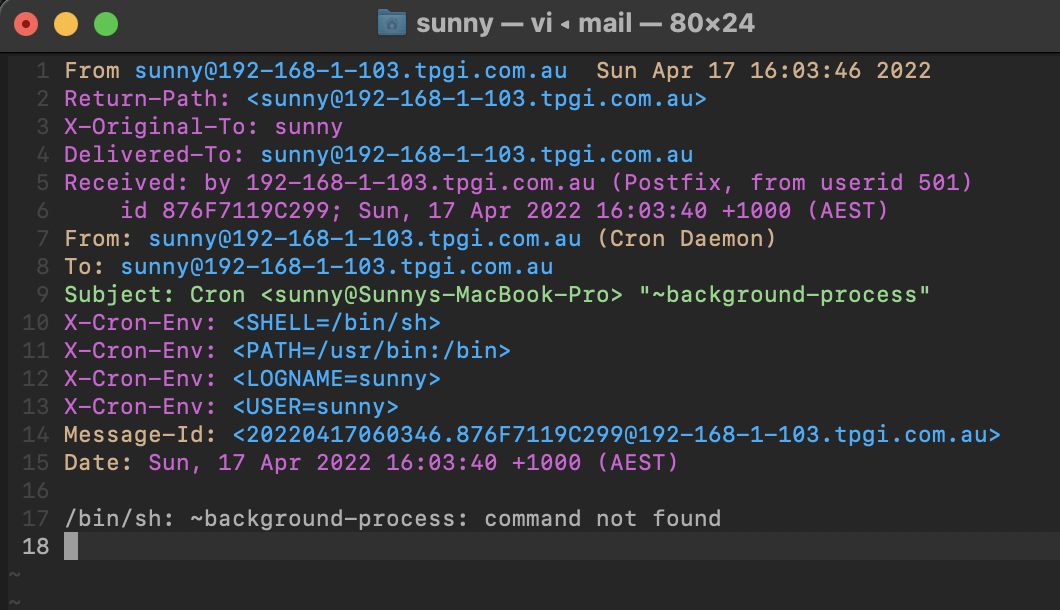 sunny — vi ◂ mail — 80×24
1 From sunny@192-168-1-103.tpgi.com.au  Sun Apr 17 16:03:46 2022
2 Return-Path: <sunny@192-168-1-103.tpgi.com.au>
3 X-Original-To: sunny
4 Delivered-To: sunny@192-168-1-103.tpgi.com.au
5 Received: by 192-168-1-103.tpgi.com.au (Postfix, from userid 501)
6     id 876F7119C299; Sun, 17 Apr 2022 16:03:40 +1000 (AEST)
7 From: sunny@192-168-1-103.tpgi.com.au (Cron Daemon)
8 To: sunny@192-168-1-103.tpgi.com.au
9 Subject: Cron <sunny@Sunnys-MacBook-Pro> "~background-process"
10 X-Cron-Env: <SHELL=/bin/sh>
11 X-Cron-Env: <PATH=/usr/bin:/bin>
12 X-Cron-Env: <LOGNAME=sunny>
13 X-Cron-Env: <USER=sunny>
14 Message-Id: <20220417060346.876F7119C299@192-168-1-103.tpgi.com.au>
15 Date: Sun, 17 Apr 2022 16:03:40 +1000 (AEST)
16
17 /bin/sh: ~background-process: command not found
18
~
~